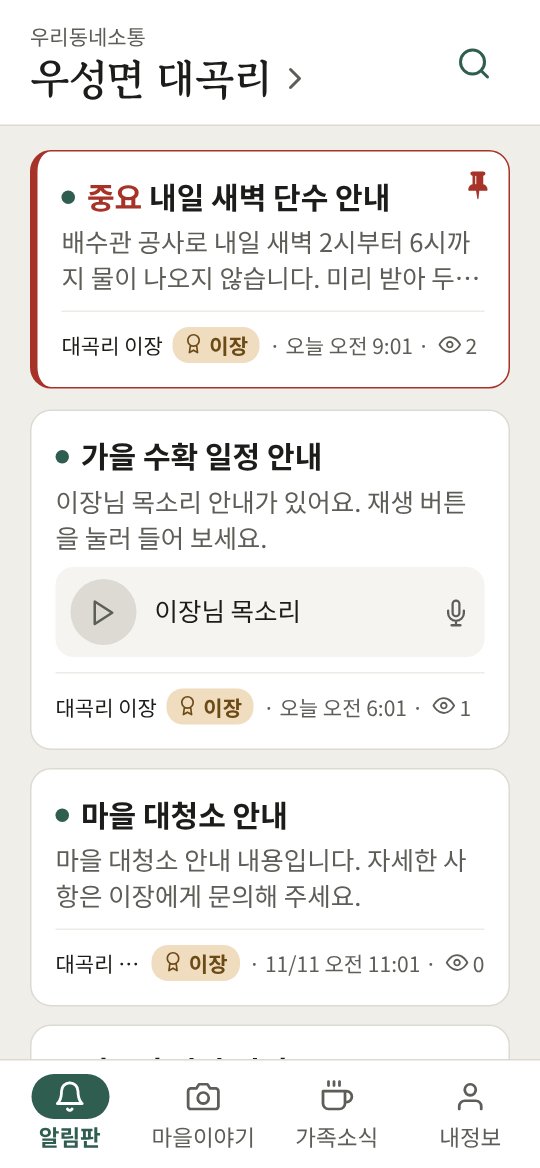 우리동네소통
우성면 대곡리
중요 내일 새벽 단수 안내
배수관 공사로 내일 새벽 2시부터 6시까
지 물이 나오지 않습니다. 미리 받아 두…
대곡리 이장 이장 · 오늘 오전 9:01 · 2
가을 수확 일정 안내
이장님 목소리 안내가 있어요. 재생 버튼
을 눌러 들어 보세요.
이장님 목소리
대곡리 이장 이장 · 오늘 오전 6:01 · 1
마을 대청소 안내
마을 대청소 안내 내용입니다. 자세한 사
항은 이장에게 문의해 주세요.
대곡리 … 이장 · 11/11 오전 11:01 · 0
알림판 마을이야기 가족소식 내정보